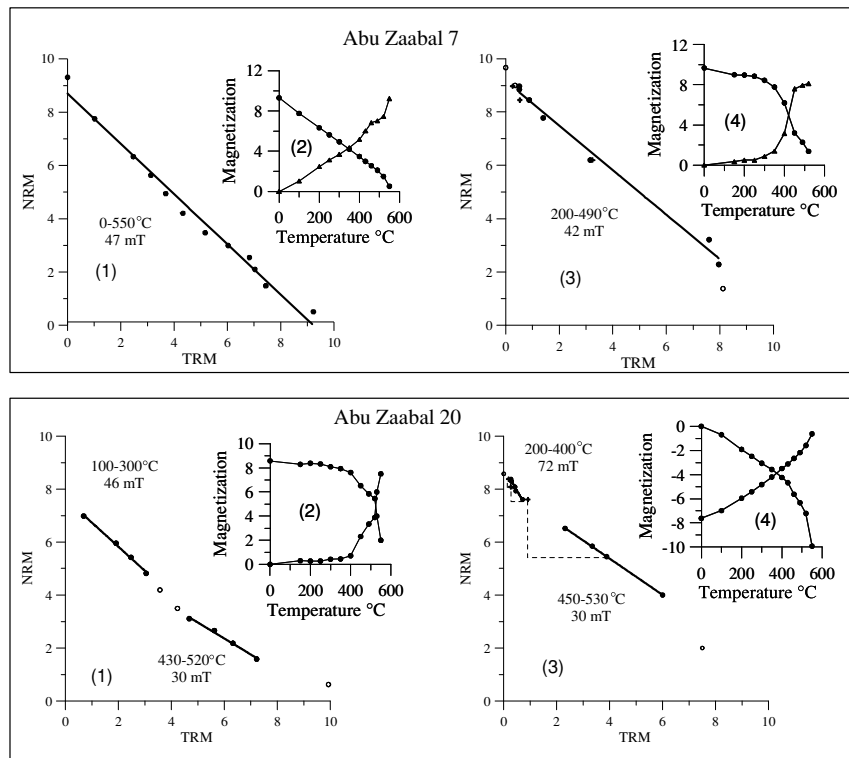 Abu Zaabal 7
10
8
6
4
2
0
NRM
0 2 4 6 8 10
TRM
0-550°C
47 mT
(1)
12
8
4
0
Magnetization
(2)
0 200 400 600
Temperature °C
10
8
6
4
2
0
NRM
0 2 4 6 8 10
TRM
200-490°C
42 mT
(3)
12
8
4
0
Magnetization
(4)
0 200 400 600
Temperature °C
Abu Zaabal 20
10
8
6
4
2
0
NRM
0 2 4 6 8 10
TRM
100-300°C
46 mT
430-520°C
30 mT
(1)
10
8
6
4
2
0
Magnetization
(2)
0 200 400 600
Temperature °C
10
8
6
4
2
0
NRM
0 2 4 6 8 10
TRM
200-400°C
72 mT
450-530°C
30 mT
(3)
0
-2
-4
-6
-8
-10
Magnetization
(4)
0 200 400 600
Temperature °C